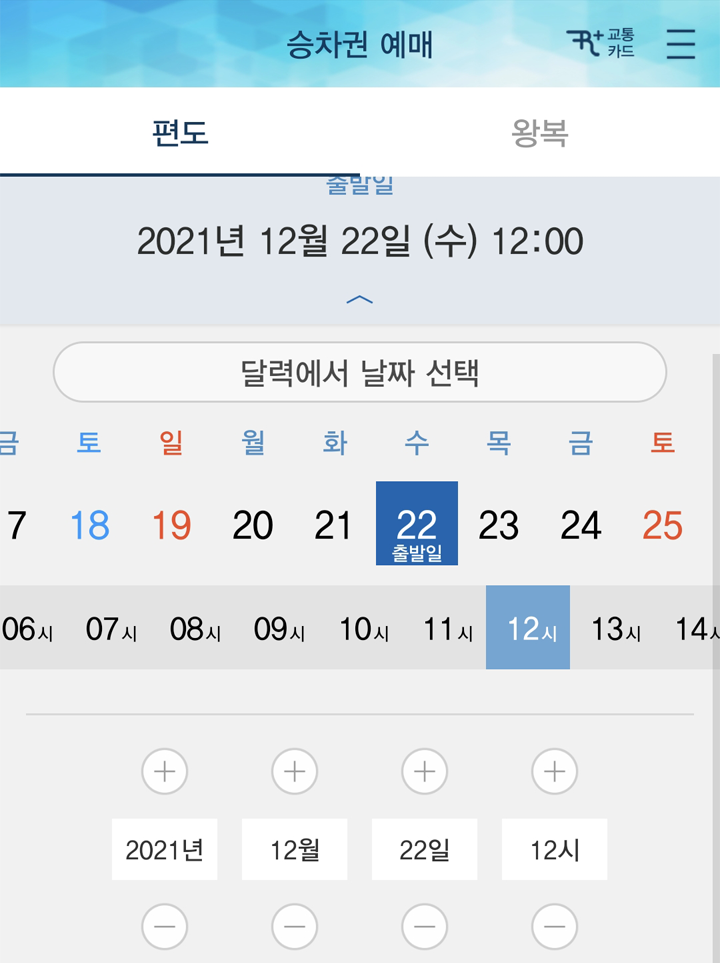 승차권 예매
R+ 교통
카드
편도 왕복
출발일
2021년 12월 22일 (수) 12:00
달력에서 날짜 선택
금 토 일 월 화 수 목 금 토
7 18 19 20 21 22 23 24 25
출발일
06시 07시 08시 09시 10시 11시 12시 13시 14시
2021년 12월 22일 12시